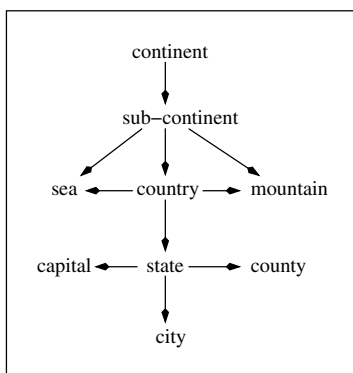 continent
sub-continent
sea country mountain
capital state county
city